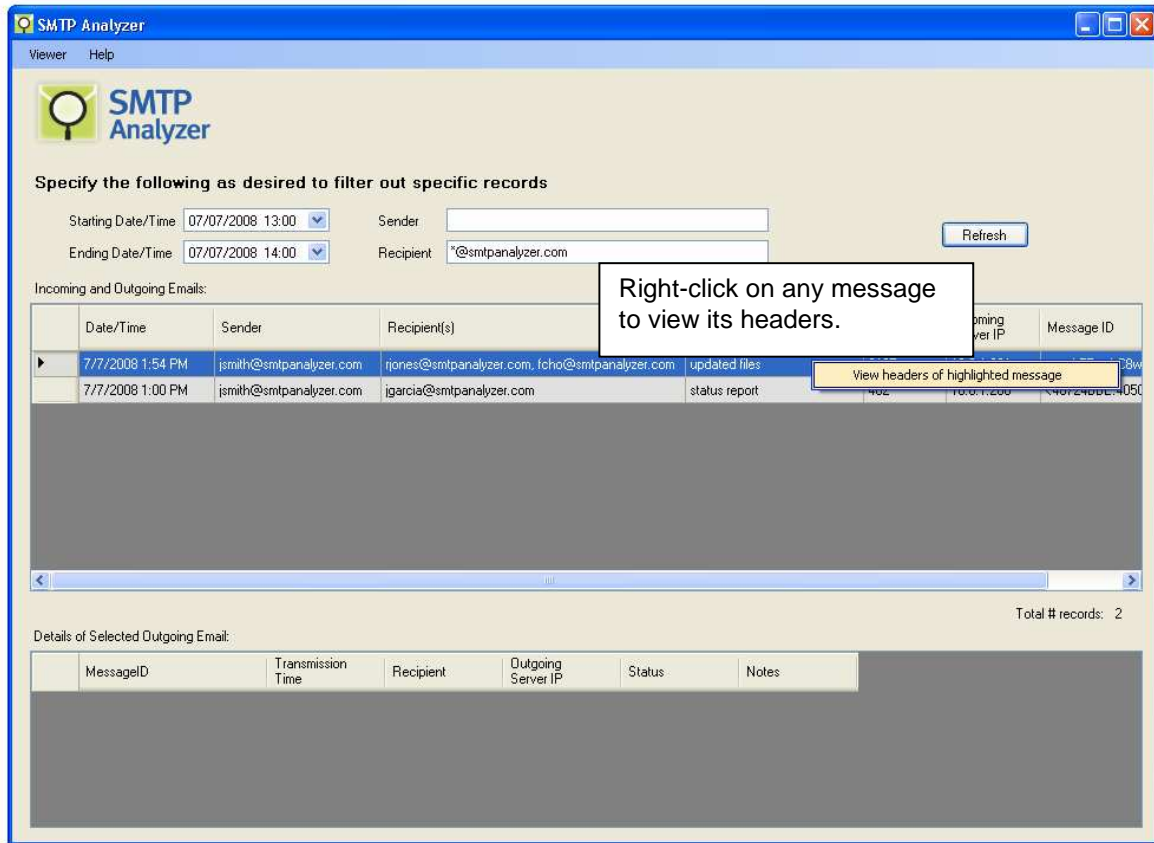 SMTP Analyzer
Viewer Help
SMTP
Analyzer
Specify the following as desired to filter out specific records
Starting Date/Time 07/07/2008 13:00 Sender
Refresh
Ending Date/Time 07/07/2008 14:00 Recipient *@smtpanalyzer.com
Right-click on any message
to view its headers.
Incoming and Outgoing Emails:
Date/Time Sender Recipient(s) Message ID
7/7/2008 1:54 PM jsmith@smtpanalyzer.com rjones@smtpanalyzer.com, fcho@smtpanalyzer.com updated files
View headers of highlighted message
7/7/2008 1:00 PM jsmith@smtpanalyzer.com jgarcia@smtpanalyzer.com status report
Total # records: 2
Details of Selected Outgoing Email:
MessageID Transmission Time Recipient Outgoing Server IP Status Notes